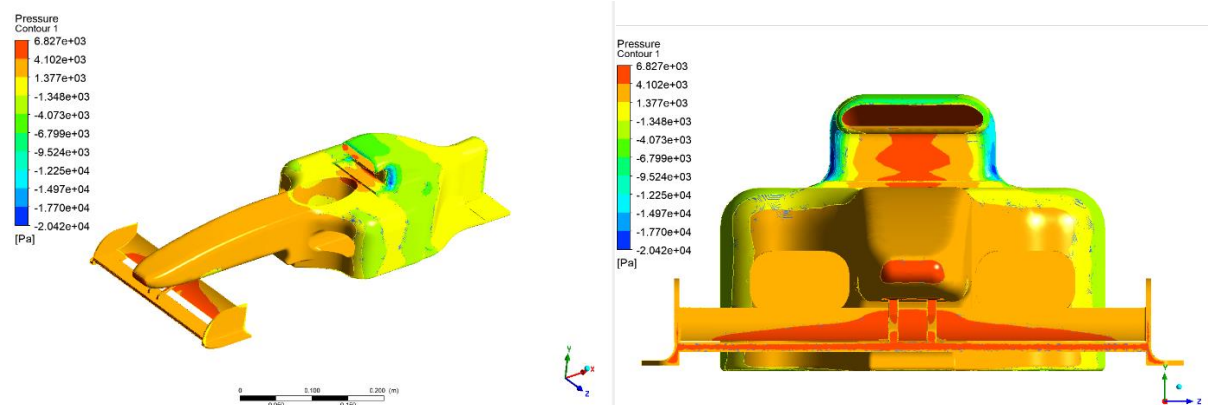 Pressure
Contour 1
6.827e+03
4.102e+03
1.377e+03
-1.348e+03
-4.073e+03
-6.799e+03
-9.524e+03
-1.225e+04
-1.497e+04
-1.770e+04
-2.042e+04
[Pa]
0
0.100
0.200 (m)
0.050
0.150
Y
X
Z
Pressure
Contour 1
6.827e+03
4.102e+03
1.377e+03
-1.348e+03
-4.073e+03
-6.799e+03
-9.524e+03
-1.225e+04
-1.497e+04
-1.770e+04
-2.042e+04
[Pa]
Y
Z